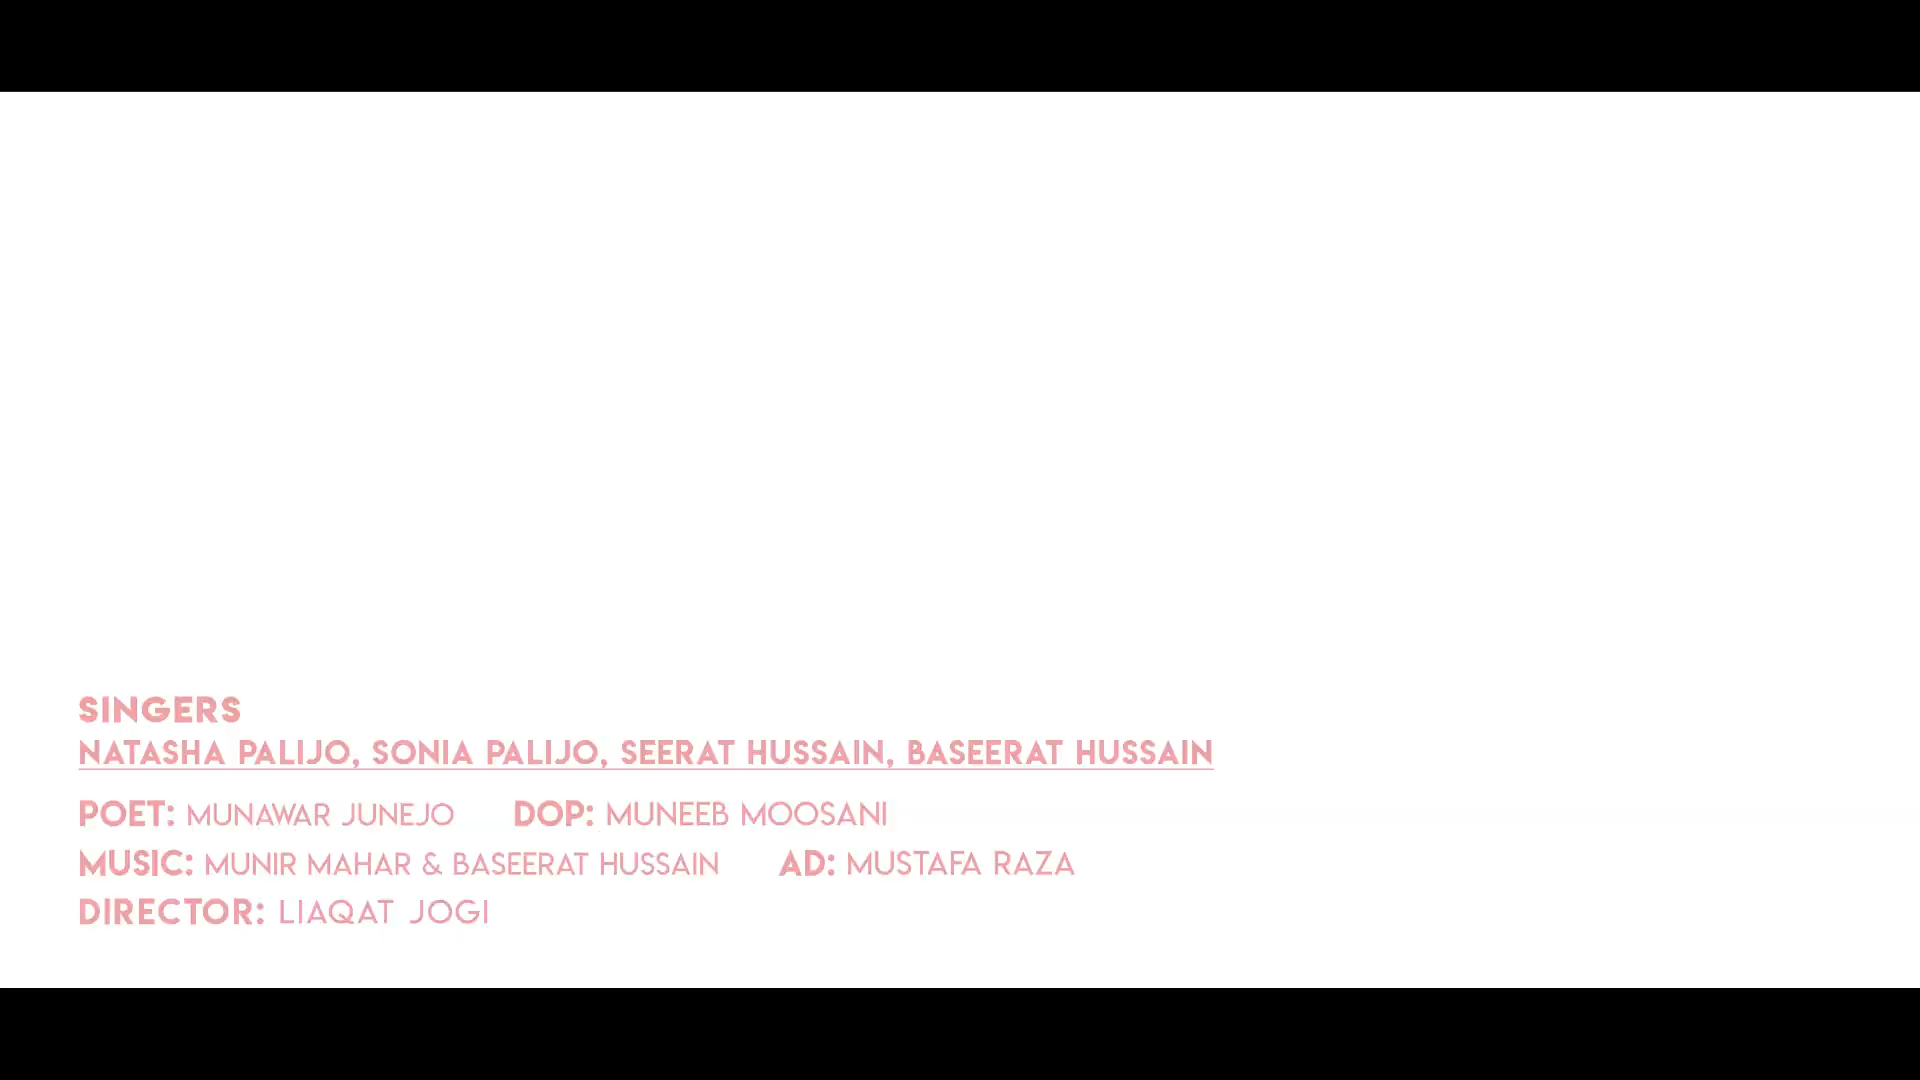 SINGERS
NATASHA PALIJO, SONIA PALIJO, SEERAT HUSSAIN, BASEERAT HUSSAIN
POET: MUNAWAR JUNEJO DOP: MUNEEB MOOSANI
MUSIC: MUNIR MAHAR & BASEERAT HUSSAIN AD: MUSTAFA RAZA
DIRECTOR: LIAQAT JOGI